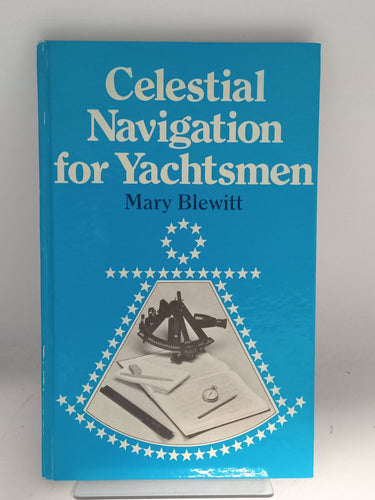 Celestial
Navigation
for Yachtsmen
Mary Blewitt